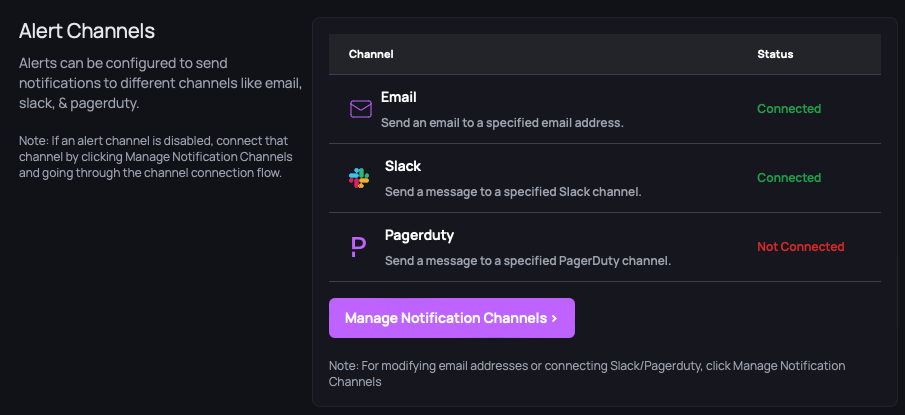 Alert Channels
Alerts can be configured to send
notifications to different channels like email,
slack, & pagerduty.
Note: If an alert channel is disabled, connect that
channel by clicking Manage Notification Channels
and going through the channel connection flow.
Channel Status
Email
Send an email to a specified email address.
Connected
Slack
Send a message to a specified Slack channel.
Connected
Pagerduty
Send a message to a specified PagerDuty channel.
Not Connected
Manage Notification Channels ›
Note: For modifying email addresses or connecting Slack/Pagerduty, click Manage Notification
Channels